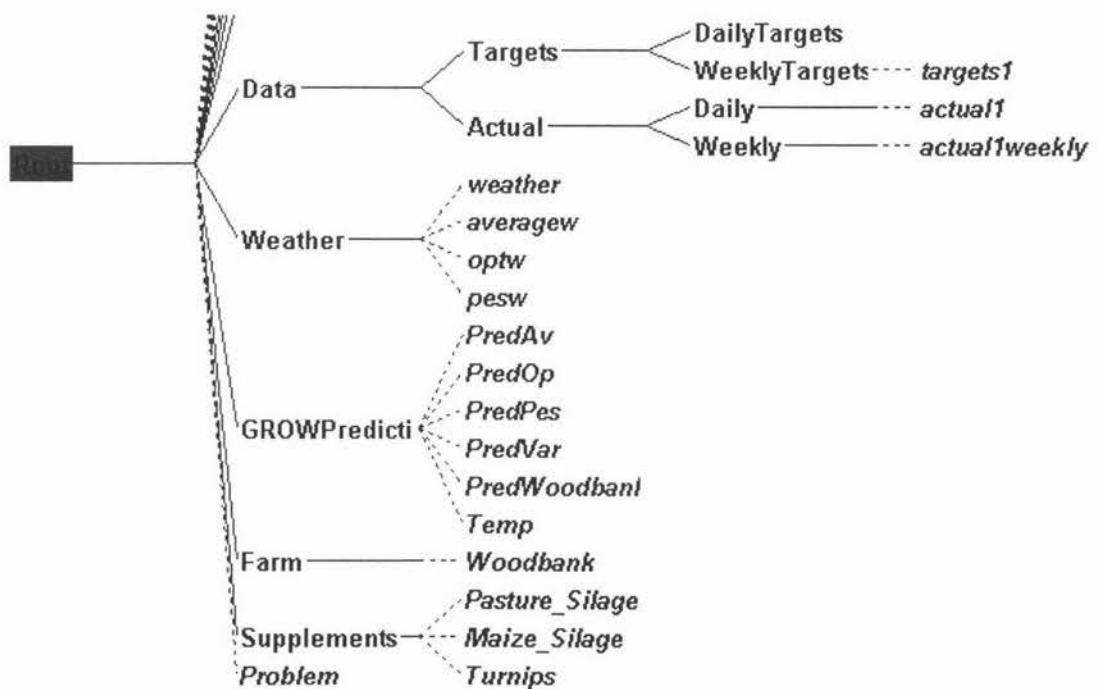 DailyTargets
Targets
WeeklyTargets
targets1
Data
Daily
actual1
Actual
Weekly
actual1weekly
Root
weather
averagew
Weather
optw
pesw
PredAv
PredOp
PredPes
GROWPredicti
PredVar
PredWoodbanl
Temp
Farm
Woodbank
Pasture_Silage
Supplements
Maize_Silage
Problem
Turnips